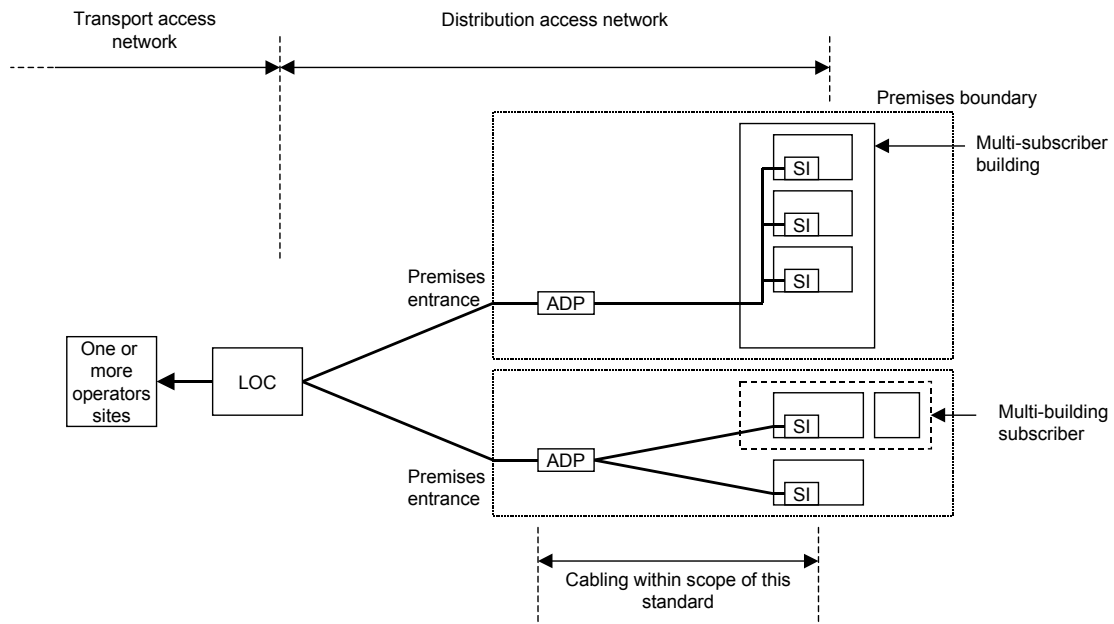 Transport access
network
Distribution access network
Premises boundary
Multi-subscriber
building
SI
SI
SI
Premises
entrance
ADP
One or
more
operators
sites
LOC
SI
Multi-building
subscriber
ADP
Premises
entrance
SI
Cabling within scope of this
standard